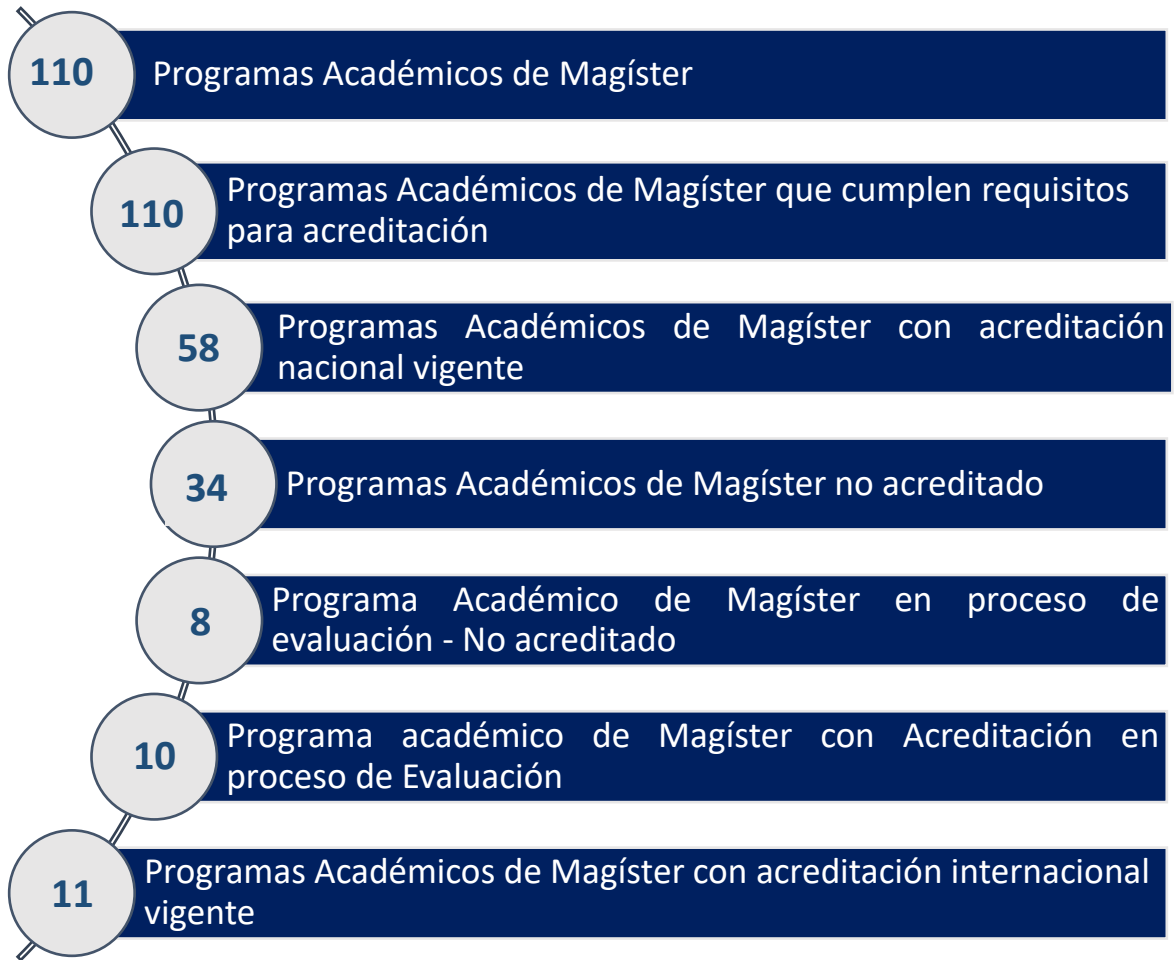 110
Programas Académicos de Magíster
110
Programas Académicos de Magíster que cumplen requisitos
para acreditación
58
Programas Académicos de Magíster con acreditación
nacional vigente
34
Programas Académicos de Magíster no acreditado
8
Programa Académico de Magíster en proceso de
evaluación - No acreditado
10
Programa académico de Magíster con Acreditación en
proceso de Evaluación
11
Programas Académicos de Magíster con acreditación internacional
vigente